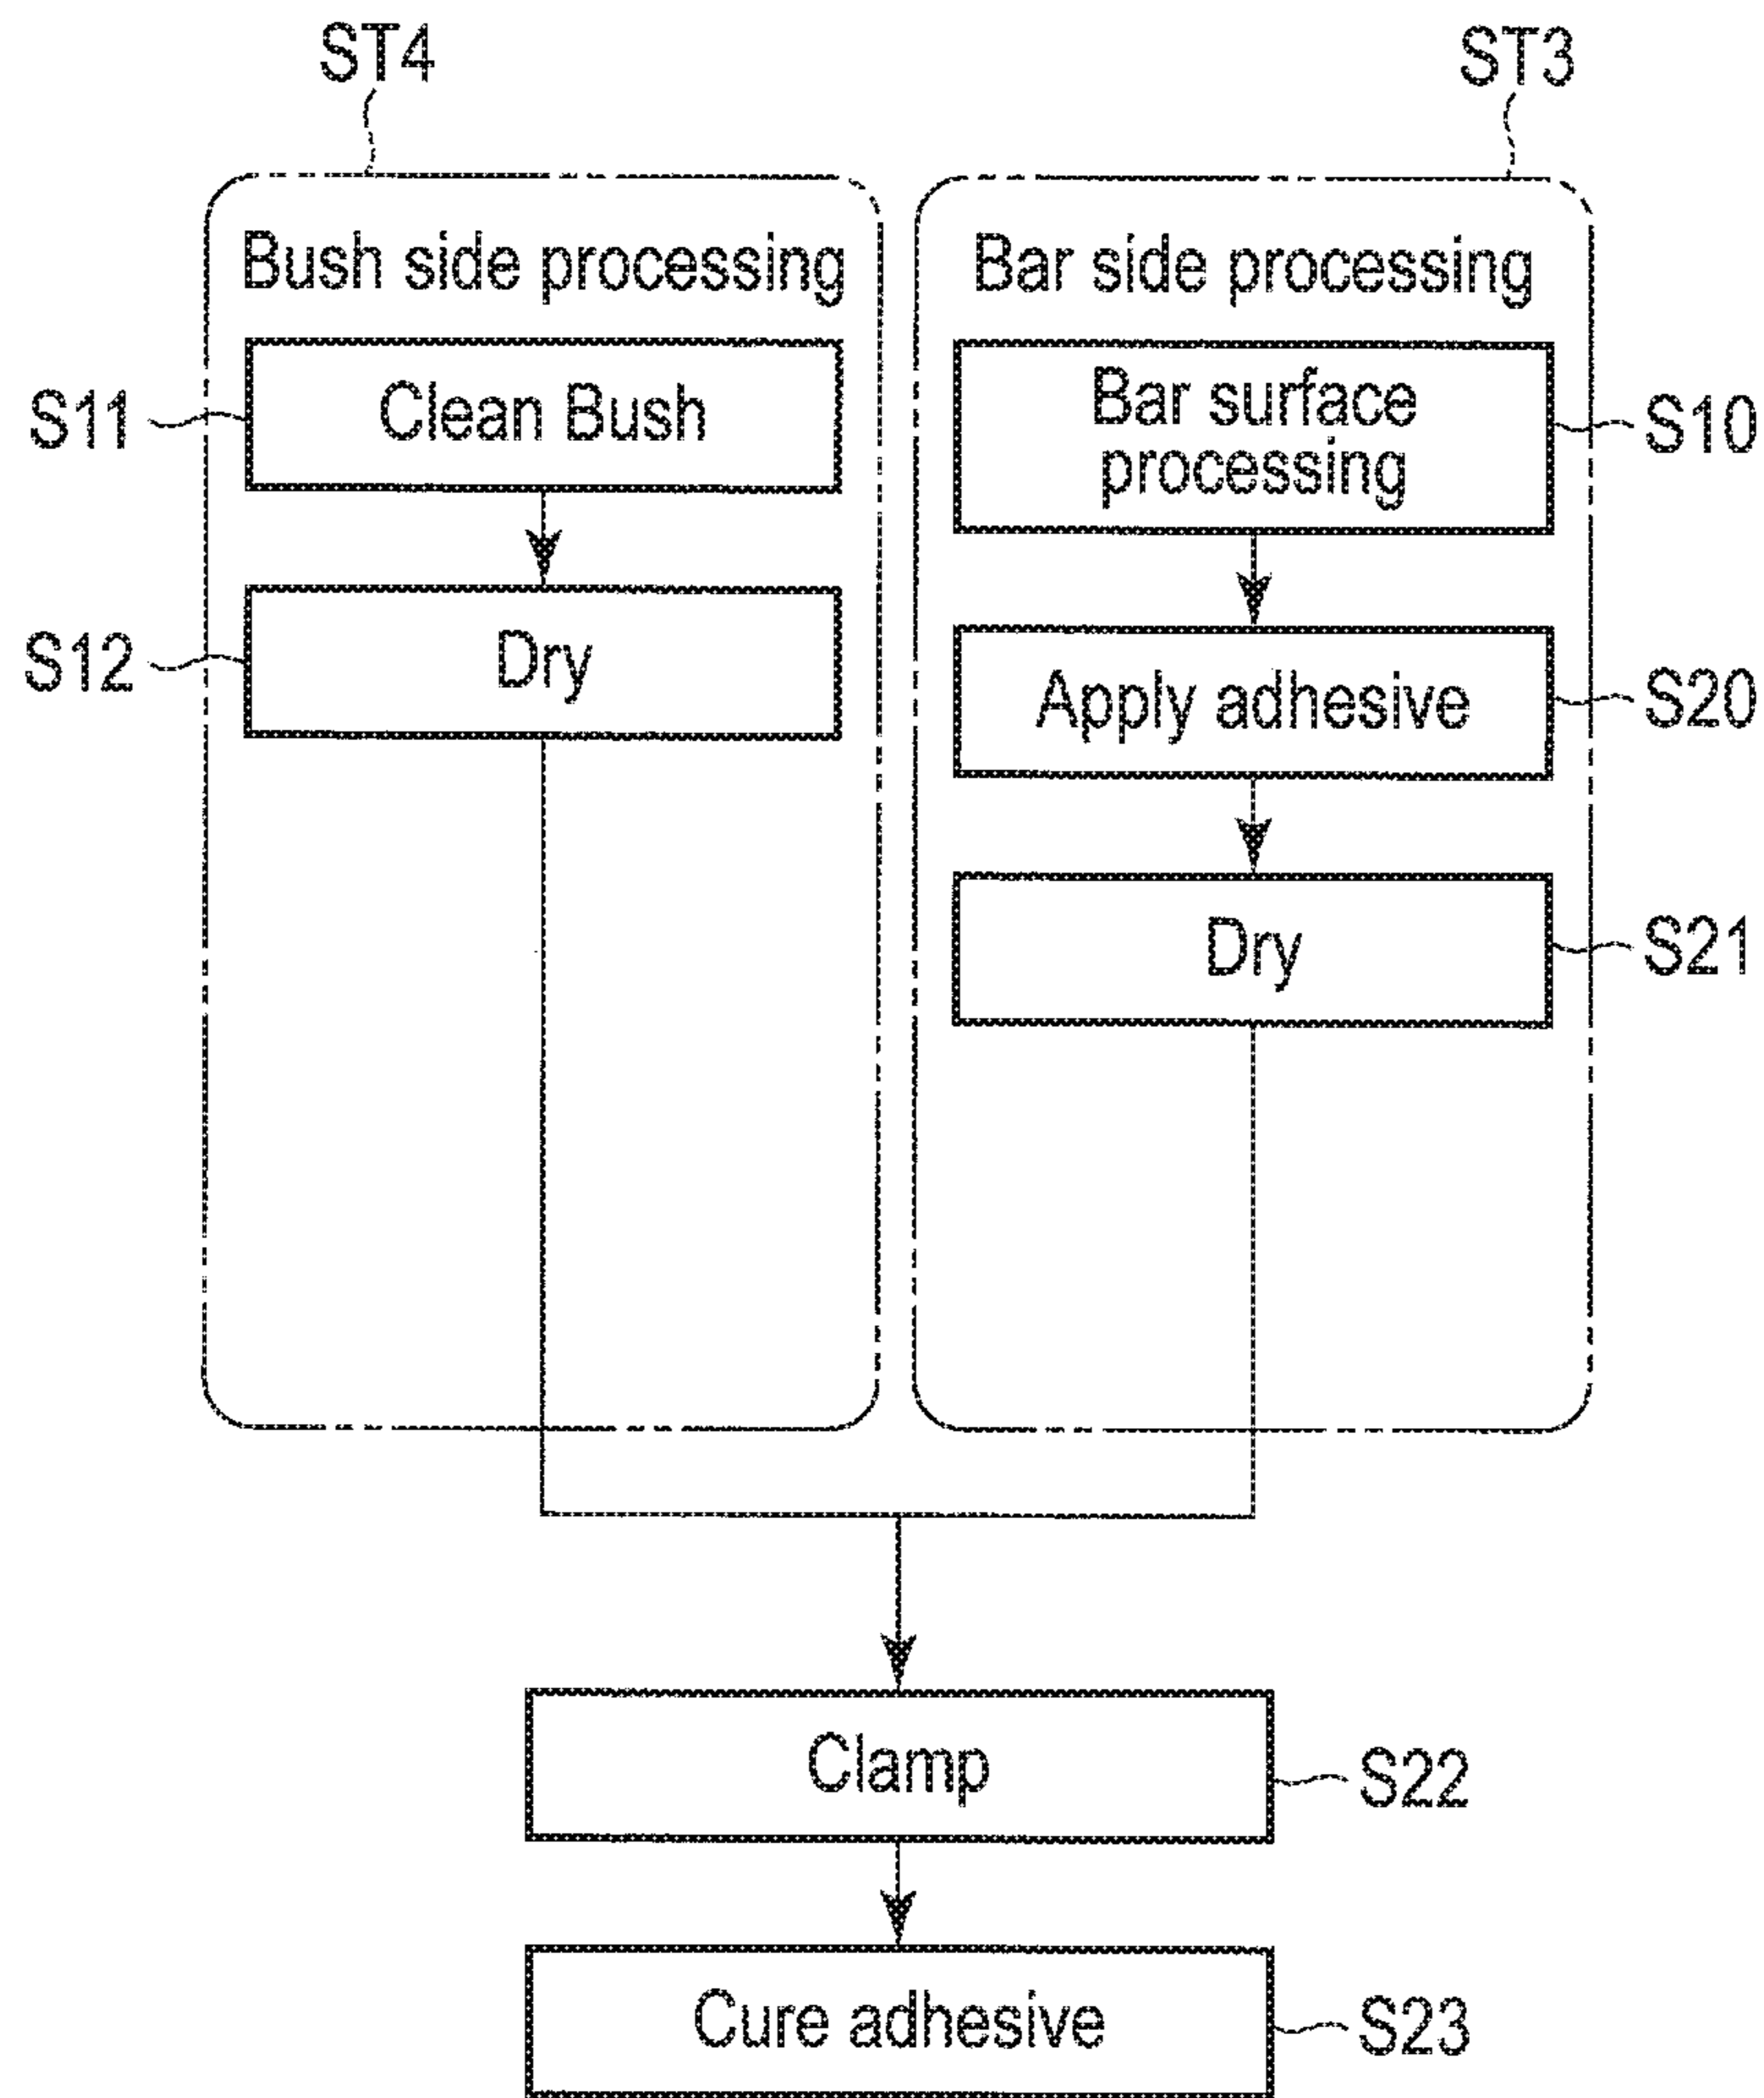 ST4
ST3
Bush side processing
Bar side processing
S11
Clean Bush
Bar surface
processing
S10
S12
Dry
Apply adhesive
S20
Dry
S21
Clamp
S22
Cure adhesive
S23